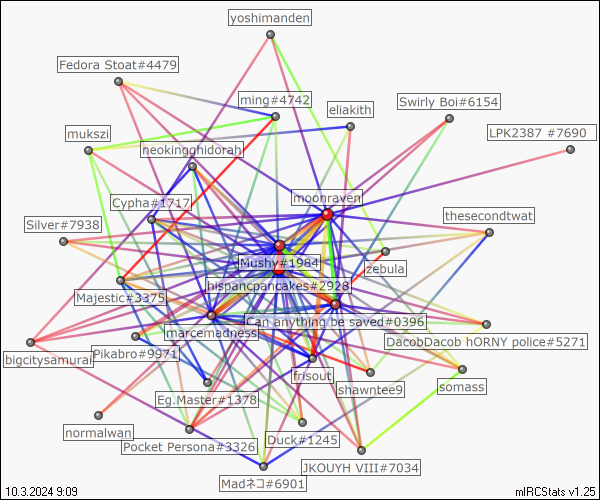 yoshimanden
Fedora Stoat#4479
ming#4742
eliakith
Swirly Boi#6154
LPK2387 #7690
mukszi
neokingghidorah
moonraven
Cypha#1717
thesecondtwat
Silver#7938
Mushy#1984
zebula
hispancpancakes#2928
Majestic#3375
Can anything be saved#0396
marcemadness
DacobDacob hORNY police#5271
bigcitysamurai
Pikabro#9971
frisout
shawntee9
somass
Eg.Master#1378
normalwan
Pocket Persona#3326
Duck#1245
JKOUYH VIII#7034
Madネコ#6901
10.3.2024 9:09
mIRCStats v1.25